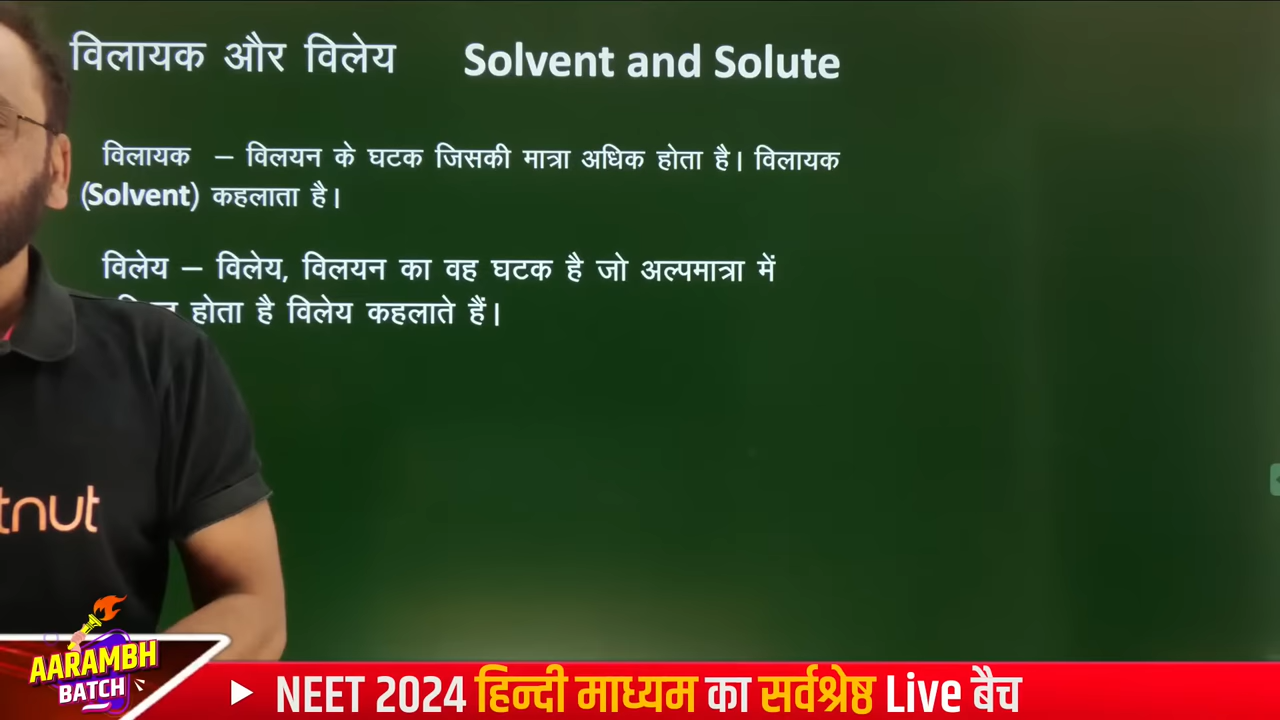 विलायक और विलेय Solvent and Solute
विलायक – विलयन के घटक जिसकी मात्रा अधिक होता है। विलायक
(Solvent) कहलाता है।
विलेय – विलेय, विलयन का वह घटक है जो अल्पमात्रा में
होता है विलेय कहलाते हैं।
tnut
AARAMBH
BATCH
NEET 2024 हिन्दी माध्यम का सर्वश्रेष्ठ Live बैच